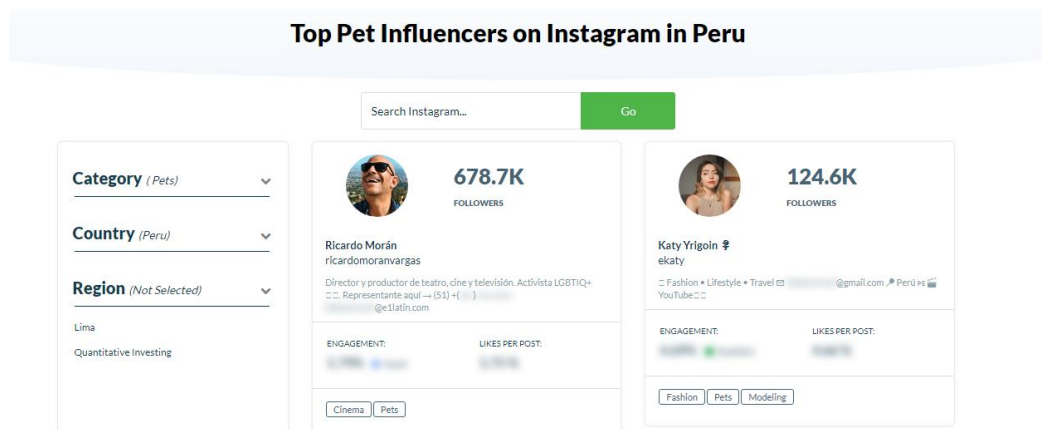 Top Pet Influencers on Instagram in Peru
Search Instagram...
Go
Category (Pets)
Country (Peru)
Region (Not Selected)
Lima
Quantitative Investing
678.7K
FOLLOWERS
Ricardo Morán
ricardomoranvargas
Director y productor de teatro, cine y televisión. Activista LGBTIQ+
□□. Representante aquí → (51) +( )
@e1latin.com
ENGAGEMENT:
LIKES PER POST:
Cinema
Pets
124.6K
FOLLOWERS
Katy Yrigoin
ekaty
□ Fashion • Lifestyle • Travel ✉ @gmail.com 📍 Perú PE 🎬
YouTube□□
ENGAGEMENT:
LIKES PER POST:
Fashion
Pets
Modeling